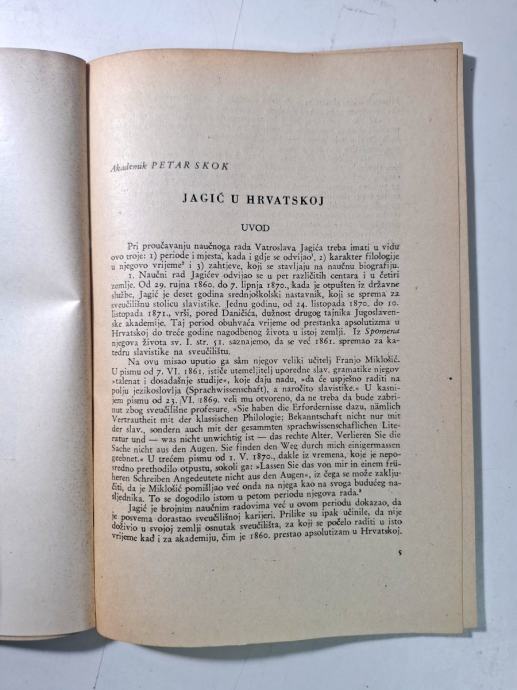 Akademik PETAR SKOK
JAGIĆ U HRVATSKOJ
UVOD
Pri proučavanju naučnoga rada Vatroslava Jagića treba imati u vidu
ovo troje: 1) periode i mjesta, kada i gdje se odvijao¹, 2) karakter filologije
u njegovo vrijeme² i 3) zahtjeve, koji se stavljaju na naučnu biografiju.
1. Naučni rad Jagićev odvijao se u pet različitih centara i u četiri
zemlje. Od 29. rujna 1860. do 7. lipnja 1870., kada je otpušten iz državne
službe, Jagić je deset godina srednjoškolski nastavnik, koji se sprema za
sveučilišnu stolicu slavistike. Jednu godinu, od 24. listopada 1870. do 10.
listopada 1871., vrši, pored Daničića, dužnost drugog tajnika Jugoslaven-
ske akademije. Taj period obuhvaća vrijeme od prestanka apsolutizma u
Hrvatskoj do treće godine nagodbenog života u istoj zemlji. Iz Spomena
njegova života sv. I. str. 51. saznajemo, da se već 1861. spremao za ka-
tedru slavistike na sveučilištu.
Na ovu misao uputio ga sâm njegov veliki učitelj Franjo Miklošić.
U pismu od 7. VI. 1861. ističe utemeljitelj uporedne slav. gramatike njegov
»talenat i dosadašnje studije«, koje daju nadu, »da će uspješno raditi na
polju jezikoslovlja (Sprachwissenschaft), a naročito slavistike.« U kasni-
jem pismu od 23. VI. 1869. veli mu otvoreno, da ne treba da bude zabri-
nut zbog sveučilišne profesure. »Sie haben die Erfordernisse dazu, nämlich
Vertrautheit mit der klassischen Philologie; Bekanntschaft nicht nur mit
der slav., sondern auch mit der gesammten sprachwissenschaftlichen Lite-
ratur und — was nicht unwichtig ist — das rechte Alter. Verlieren Sie die
Sache nicht aus den Augen. Sie finden den Weg durch mich einigermassen
geebnet.« U trećem pismu od 1. V. 1870., dakle iz vremena, koje je nepo-
sredno prethodilo otpustu, sokoli ga: »Lassen Sie das von mir in einem frü-
heren Schreiben Angedeutete nicht aus den Augen«, iz čega se može zaklju-
čiti, da je Miklošić pomišljao već onda na njega kao na svoga budućeg na-
sljednika. To se dogodilo istom u petom periodu njegova rada.³
Jagić je brojnim naučnim radovima već u ovom periodu dokazao, da
je posvema dorastao sveučilišnoj karijeri. Prilike su ipak učinile, da nije
doživio u svojoj zemlji osnutak sveučilišta, za koji se počelo raditi u isto
vrijeme kad i za akademiju, čim je 1860. prestao apsolutizam u Hrvatskoj.
5